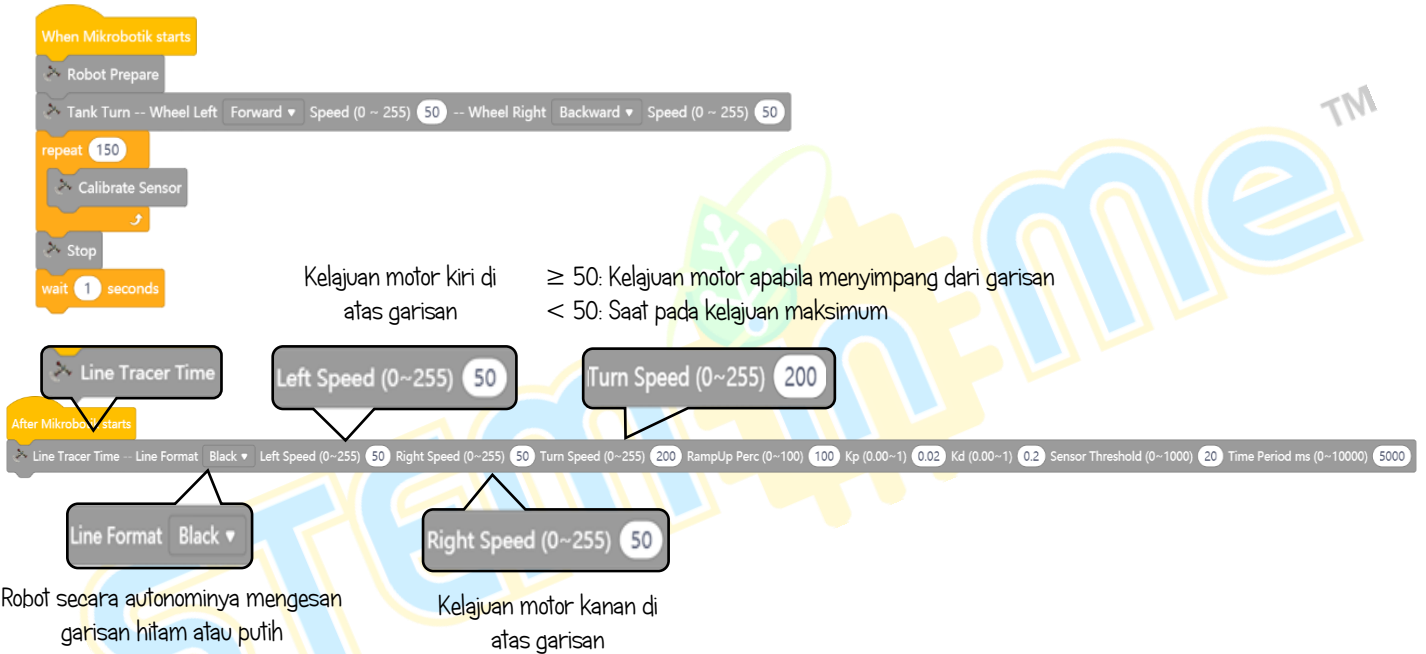 When Mikrobotik starts
Robot Prepare
Tank Turn -- Wheel Left Forward ▾ Speed (0 ~ 255) 50 -- Wheel Right Backward ▾ Speed (0 ~ 255) 50
repeat 150
Calibrate Sensor
Stop
wait 1 seconds
Kelajuan motor kiri di
atas garisan
≥ 50: Kelajuan motor apabila menyimpang dari garisan
< 50: Saat pada kelajuan maksimum
Line Tracer Time
Left Speed (0~255) 50
Turn Speed (0~255) 200
After Mikrobotik starts
Line Tracer Time -- Line Format Black ▾ Left Speed (0~255) 50 Right Speed (0~255) 50 Turn Speed (0~255) 200 RampUp Perc (0~100) 100 Kp (0.00~1) 0.02 Kd (0.00~1) 0.2 Sensor Threshold (0~1000) 20 Time Period ms (0~10000) 5000
Line Format Black ▾
Right Speed (0~255) 50
Robot secara autonominya mengesan
garisan hitam atau putih
Kelajuan motor kanan di
atas garisan
STEM in Me TM